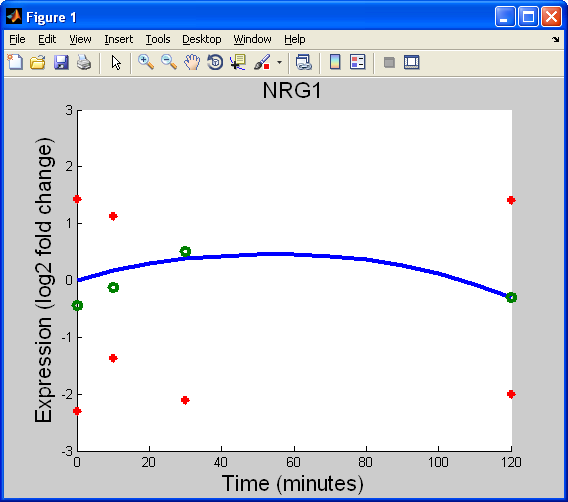 Figure 1
File Edit View Insert Tools Desktop Window Help
NRG1
Expression (log2 fold change)
3
2
1
0
-1
-2
-3
0 20 40 60 80 100 120
Time (minutes)